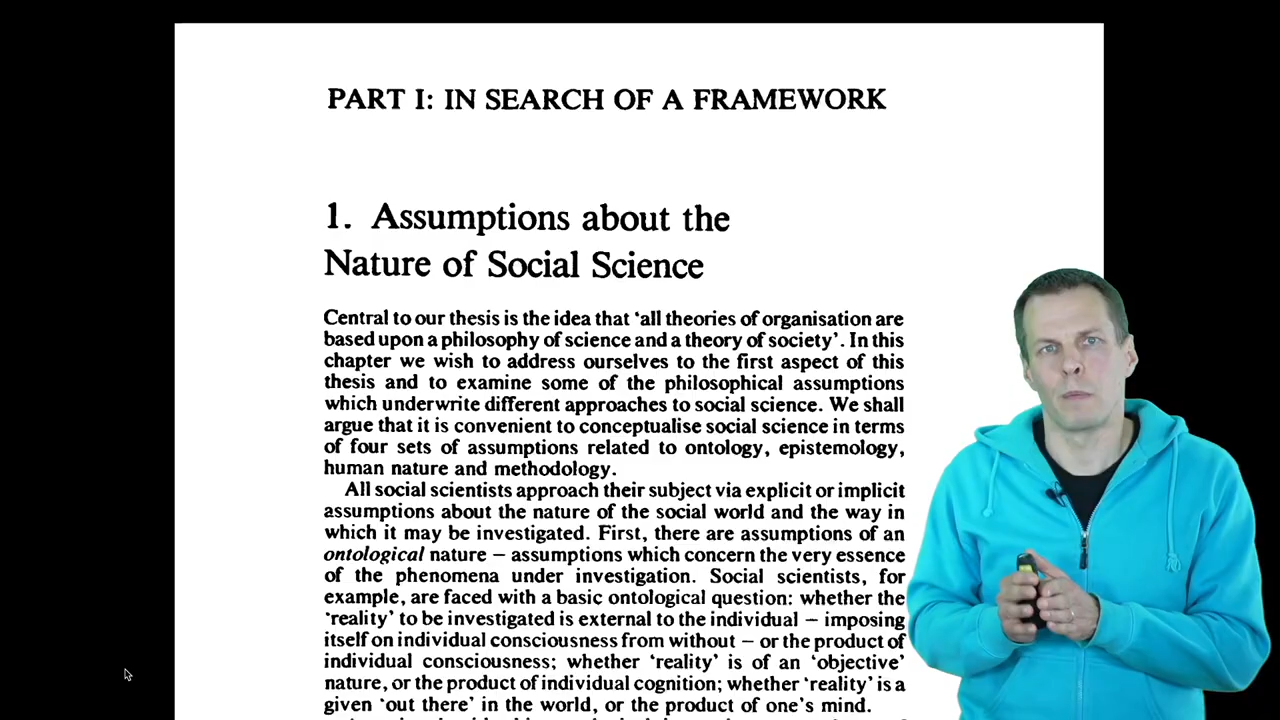 PART I: IN SEARCH OF A FRAMEWORK
1. Assumptions about the
Nature of Social Science
Central to our thesis is the idea that ‘all theories of organisation are
based upon a philosophy of science and a theory of society’. In this
chapter we wish to address ourselves to the first aspect of this
thesis and to examine some of the philosophical assumptions
which underwrite different approaches to social science. We shall
argue that it is convenient to conceptualise social science in terms
of four sets of assumptions related to ontology, epistemology,
human nature and methodology.
All social scientists approach their subject via explicit or implicit
assumptions about the nature of the social world and the way in
which it may be investigated. First, there are assumptions of an
ontological nature – assumptions which concern the very essence
of the phenomena under investigation. Social scientists, for
example, are faced with a basic ontological question: whether the
‘reality’ to be investigated is external to the individual – imposing
itself on individual consciousness from without – or the product of
individual consciousness; whether ‘reality’ is of an ‘objective’
nature, or the product of individual cognition; whether ‘reality’ is a
given ‘out there’ in the world, or the product of one’s mind.